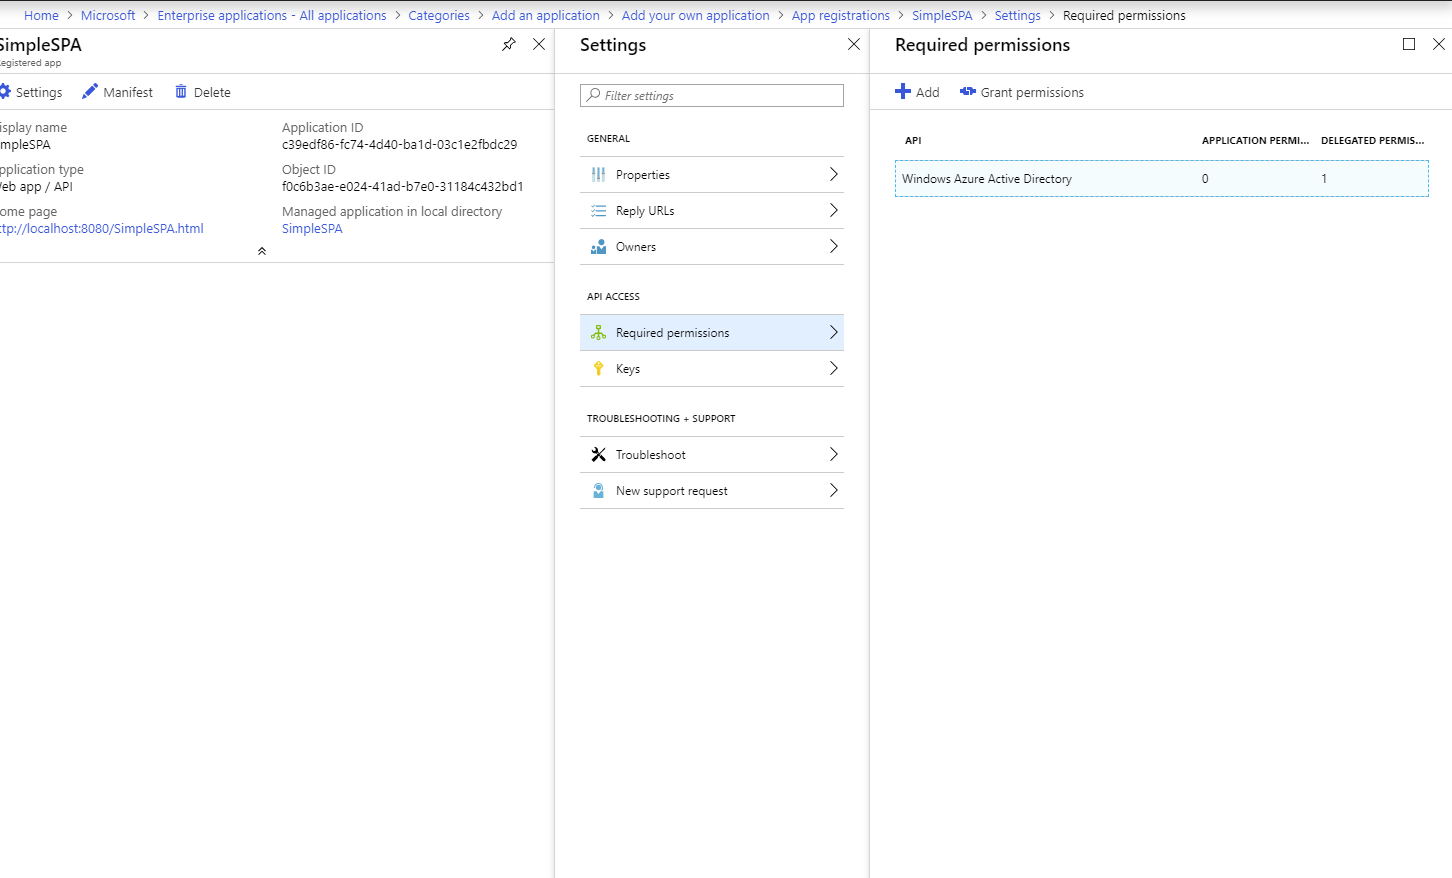 Home > Microsoft > Enterprise applications - All applications > Categories > Add an application > Add your own application > App registrations > SimpleSPA > Settings > Required permissions
SimpleSPA
egistered app
Settings Manifest Delete
isplay name
mpleSPA
pplication type
eb app / API
ome page
tp://localhost:8080/SimpleSPA.html
Application ID
c39edf86-fc74-4d40-ba1d-03c1e2fbdc29
Object ID
f0c6b3ae-e024-41ad-b7e0-31184c432bd1
Managed application in local directory
SimpleSPA
Settings
Filter settings
GENERAL
Properties
Reply URLs
Owners
API ACCESS
Required permissions
Keys
TROUBLESHOOTING + SUPPORT
Troubleshoot
New support request
Required permissions
Add Grant permissions
API APPLICATION PERMI... DELEGATED PERMIS...
Windows Azure Active Directory 0 1